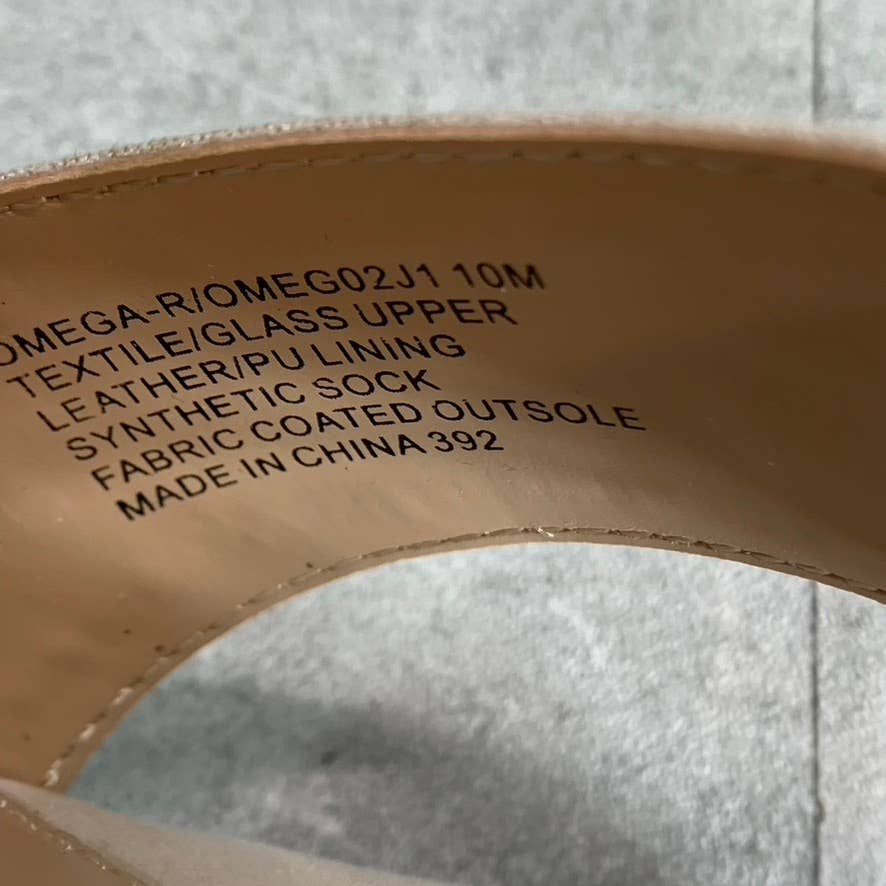 OMEGA-R/OMEG02J1 10M
TEXTILE/GLASS UPPER
LEATHER/PU LINING
SYNTHETIC SOCK
FABRIC COATED OUTSOLE
MADE IN CHINA 392